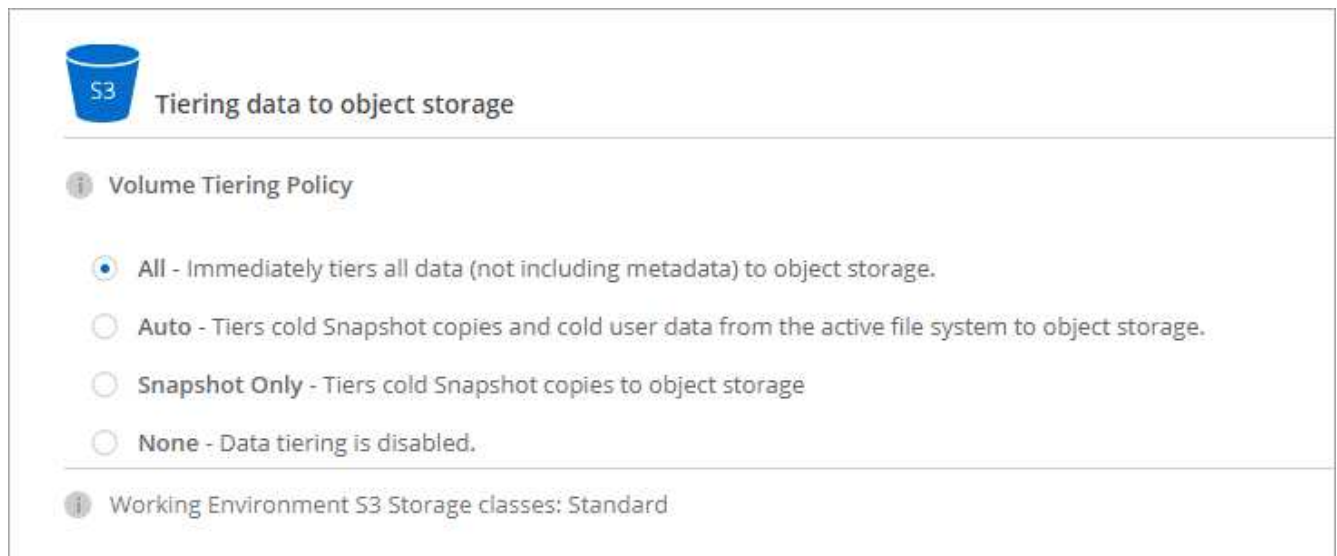 S3
Tiering data to object storage
Volume Tiering Policy
All - Immediately tiers all data (not including metadata) to object storage.
Auto - Tiers cold Snapshot copies and cold user data from the active file system to object storage.
Snapshot Only - Tiers cold Snapshot copies to object storage
None - Data tiering is disabled.
Working Environment S3 Storage classes: Standard